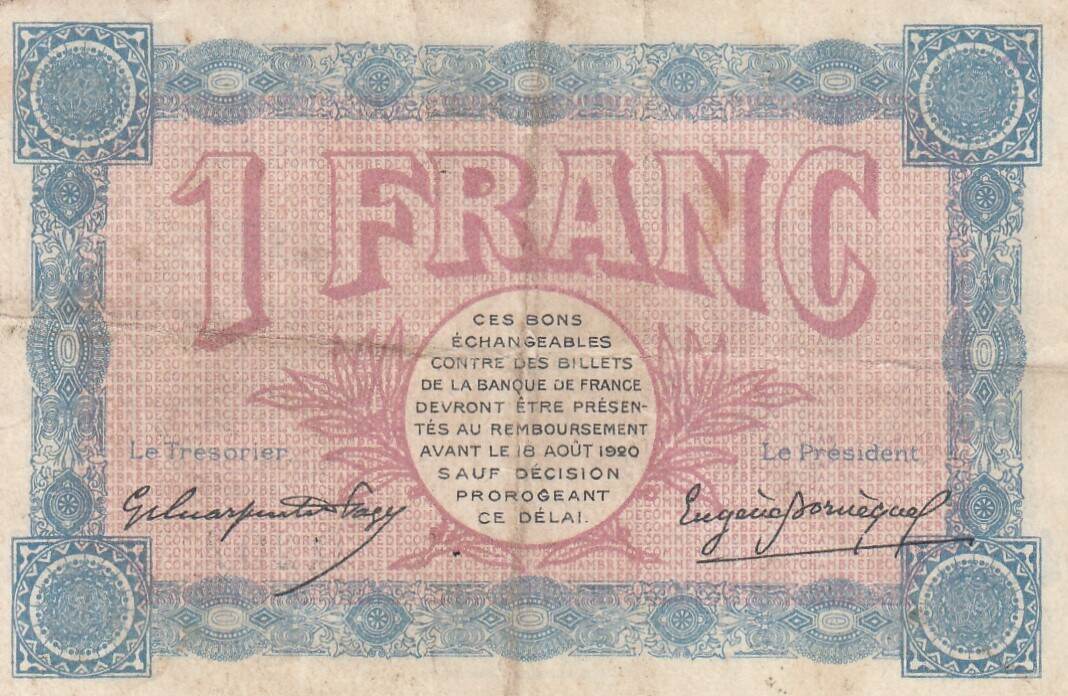 1 FRANC
CES BONS
ÉCHANGEABLES
CONTRE DES BILLETS
DE LA BANQUE DE FRANCE
DEVRONT ÊTRE PRÉSEN-
TÉS AU REMBOURSEMENT
AVANT LE 18 AOÛT 1920
SAUF DÉCISION
PROROGEANT
CE DÉLAI.
Le Trésorier
Le Président